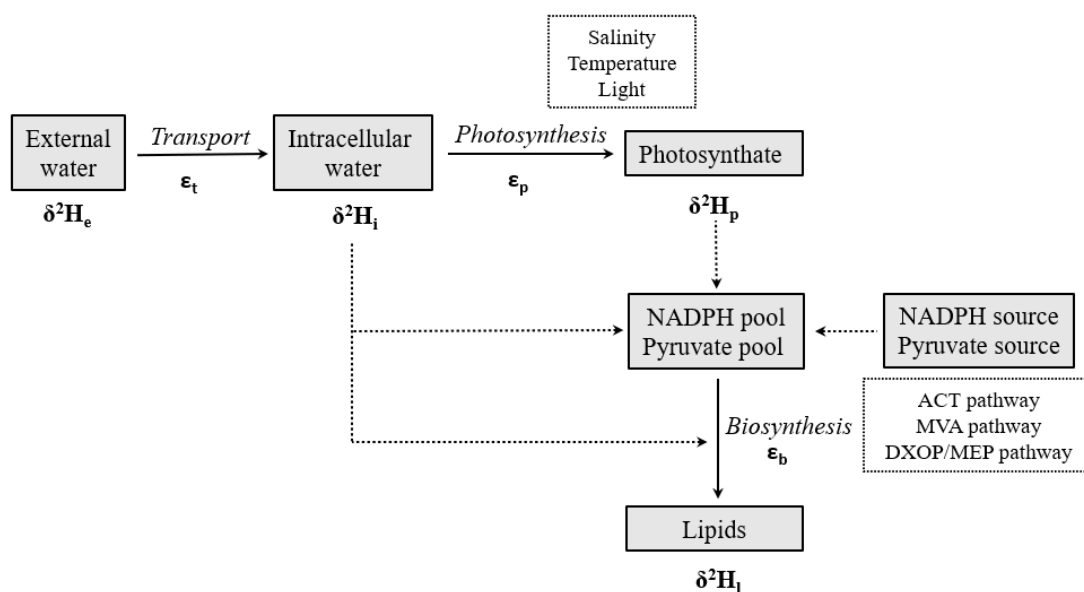 Salinity
Temperature
Light
External
water
Transport
εt
Intracellular
water
Photosynthesis
εp
Photosynthate
δ²He
δ²Hi
δ²Hp
NADPH pool
Pyruvate pool
NADPH source
Pyruvate source
Biosynthesis
εb
ACT pathway
MVA pathway
DXOP/MEP pathway
Lipids
δ²Hl